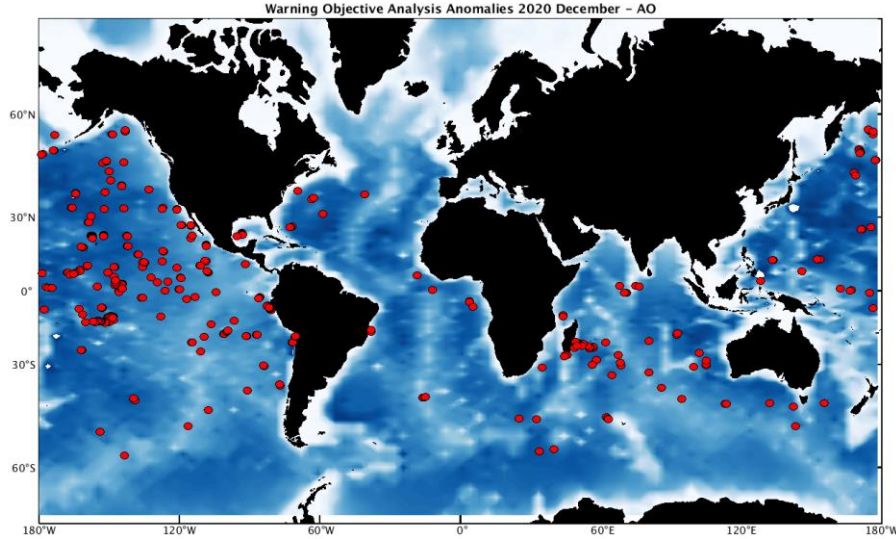 Warning Objective Analysis Anomalies 2020 December - AO
60°N
30°N
0°
30°S
60°S
180°W 120°W 60°W 0° 60°E 120°E 180°W